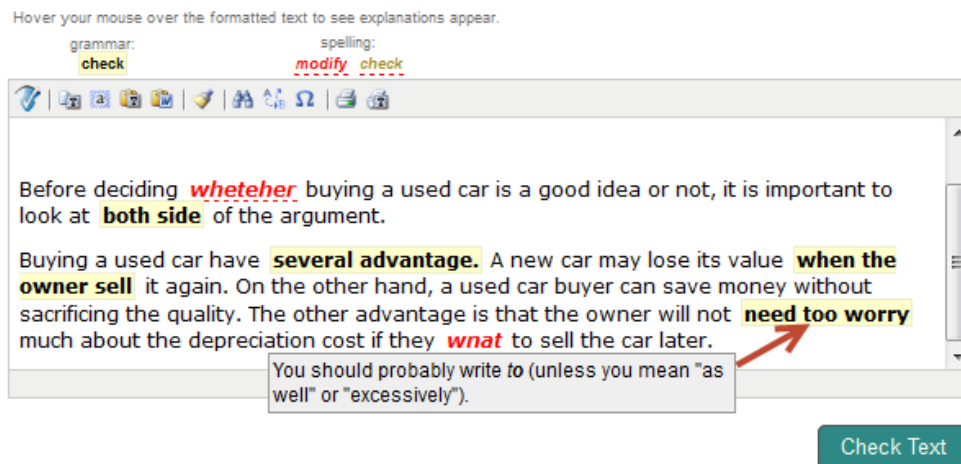 Hover your mouse over the formatted text to see explanations appear.
grammar: spelling:
check modify check
Before deciding wheteher buying a used car is a good idea or not, it is important to
look at both side of the argument.
Buying a used car have several advantage. A new car may lose its value when the
owner sell it again. On the other hand, a used car buyer can save money without
sacrificing the quality. The other advantage is that the owner will not need too worry
much about the depreciation cost if they wnat to sell the car later.
You should probably write to (unless you mean "as
well" or "excessively").
Check Text